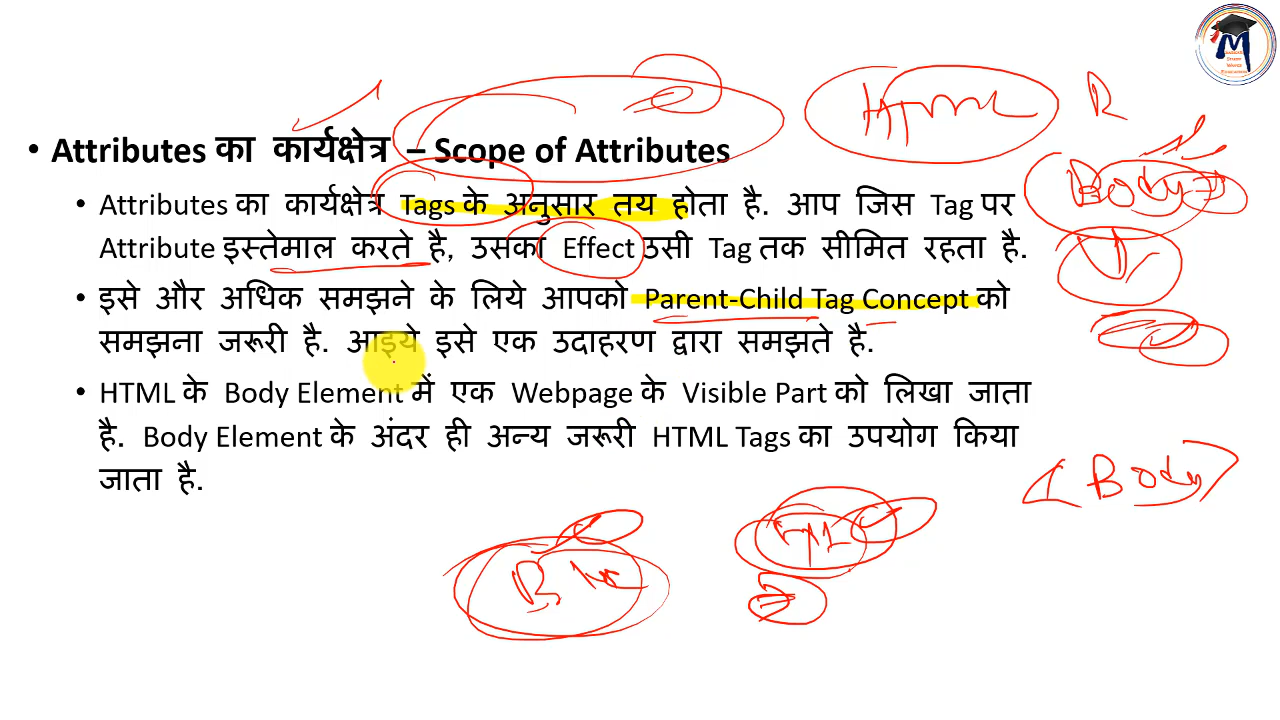 HTML
Attributes का कार्यक्षेत्र – Scope of Attributes
Body
Attributes का कार्यक्षेत्र Tags के अनुसार तय होता है. आप जिस Tag पर
Attribute इस्तेमाल करते है, उसका Effect उसी Tag तक सीमित रहता है.
इसे और अधिक समझने के लिये आपको Parent-Child Tag Concept को
समझना जरूरी है. आइये इसे एक उदाहरण द्वारा समझते है.
HTML के Body Element में एक Webpage के Visible Part को लिखा जाता
है. Body Element के अंदर ही अन्य जरूरी HTML Tags का उपयोग किया
जाता है.
<Body>